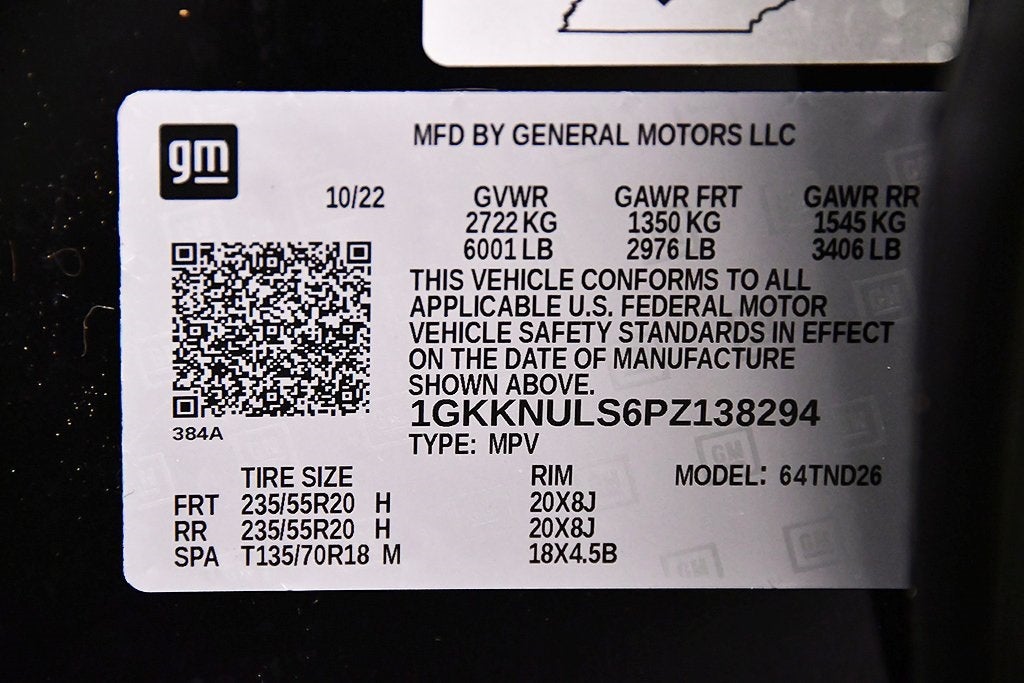 gm
MFD BY GENERAL MOTORS LLC
10/22 GVWR GAWR FRT GAWR RR
2722 KG 1350 KG 1545 KG
6001 LB 2976 LB 3406 LB
THIS VEHICLE CONFORMS TO ALL
APPLICABLE U.S. FEDERAL MOTOR
VEHICLE SAFETY STANDARDS IN EFFECT
ON THE DATE OF MANUFACTURE
SHOWN ABOVE.
1GKKNULS6PZ138294
384A
TYPE: MPV
TIRE SIZE RIM MODEL: 64TND26
FRT 235/55R20 H 20X8J
RR 235/55R20 H 20X8J
SPA T135/70R18 M 18X4.5B
GM
GM
GM